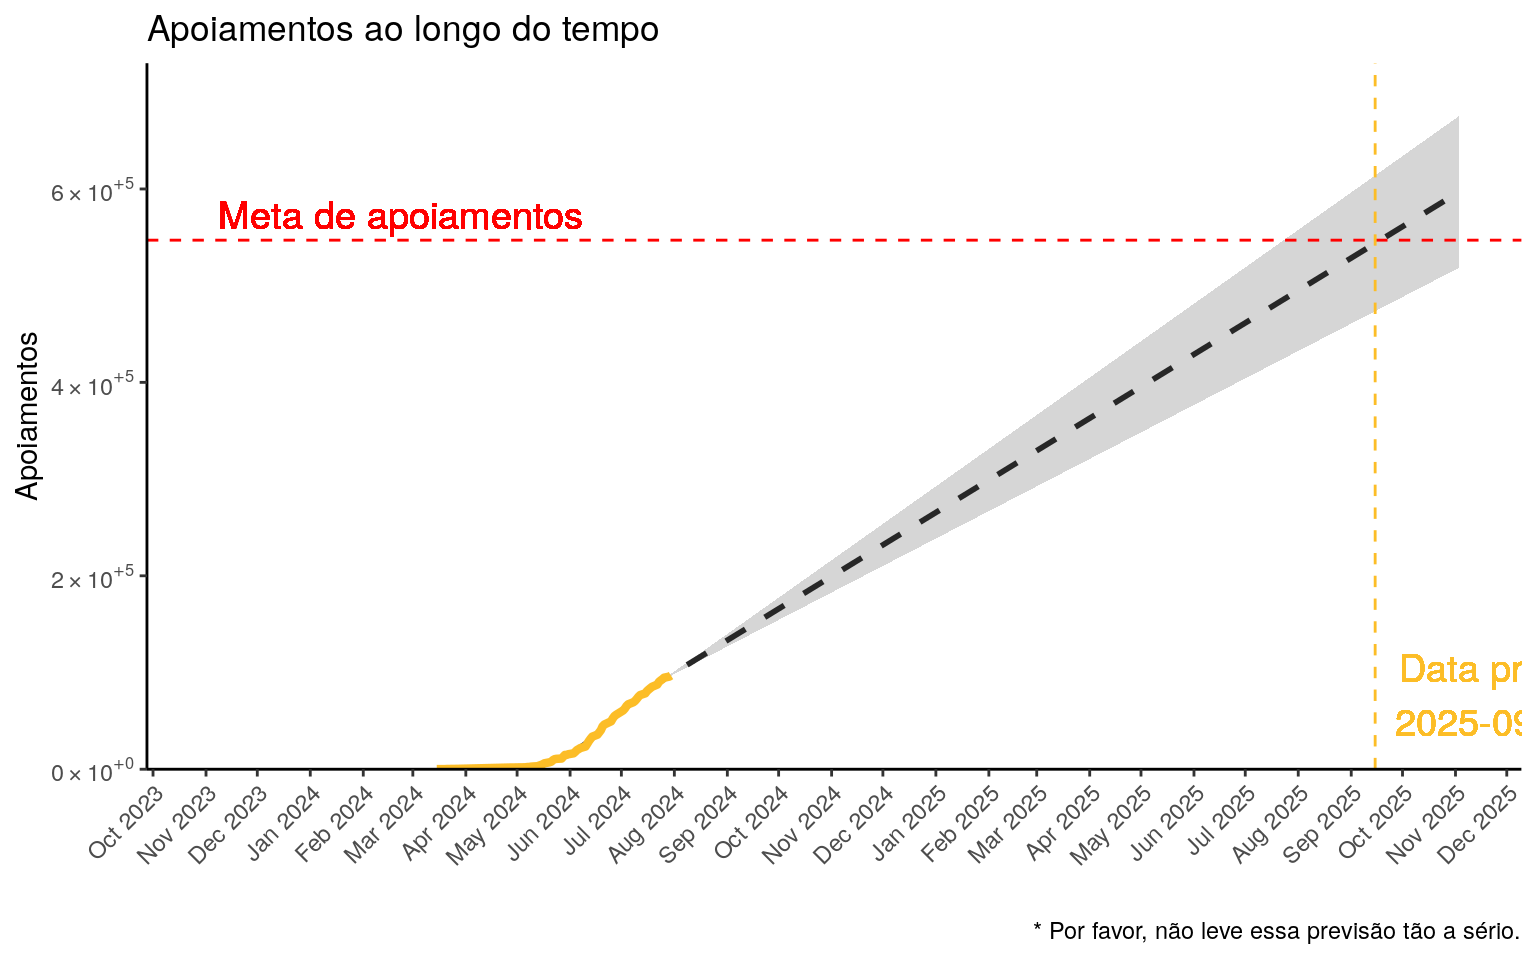 Apoiamentos ao longo do tempo
Apoiamentos
6 × 10⁺⁵
4 × 10⁺⁵
2 × 10⁺⁵
0 × 10⁺⁰
Meta de apoiamentos
Data pr
2025-09
Oct 2023
Nov 2023
Dec 2023
Jan 2024
Feb 2024
Mar 2024
Apr 2024
May 2024
Jun 2024
Jul 2024
Aug 2024
Sep 2024
Oct 2024
Nov 2024
Dec 2024
Jan 2025
Feb 2025
Mar 2025
Apr 2025
May 2025
Jun 2025
Jul 2025
Aug 2025
Sep 2025
Oct 2025
Nov 2025
Dec 2025
* Por favor, não leve essa previsão tão a sério.